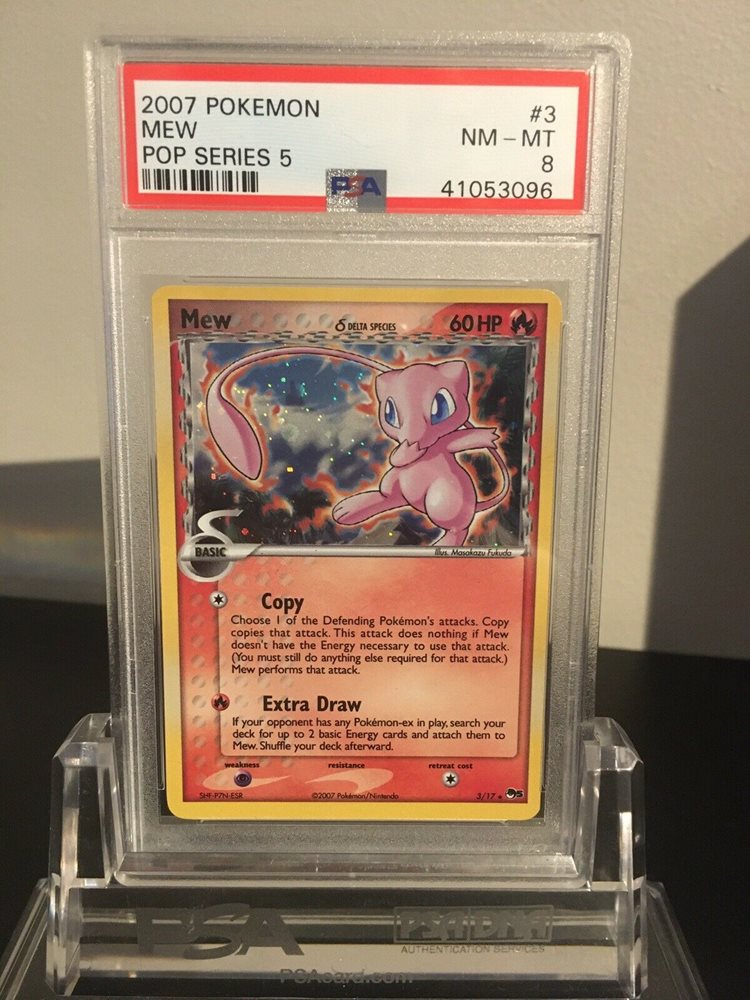 2007 POKEMON #3
MEW NM - MT
POP SERIES 5 8
PSA 41053096
Mew δ DELTA SPECIES 60 HP
BASIC
Illus. Masakazu Fukuda
Copy
Choose 1 of the Defending Pokémon's attacks. Copy
copies that attack. This attack does nothing if Mew
doesn't have the Energy necessary to use that attack.
(You must still do anything else required for that attack.)
Mew performs that attack.
Extra Draw
If your opponent has any Pokémon-ex in play, search your
deck for up to 2 basic Energy cards and attach them to
Mew. Shuffle your deck afterward.
weakness resistance retreat cost
©2007 Pokémon/Nintendo 3/17
PSA PSA/DNA
AUTHENTICATION SERVICES
PSAcard.com